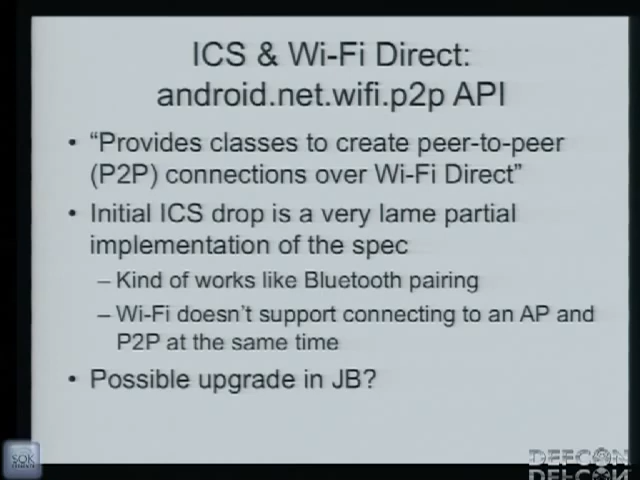 ICS & Wi-Fi Direct:
android.net.wifi.p2p API
• “Provides classes to create peer-to-peer
(P2P) connections over Wi-Fi Direct”
• Initial ICS drop is a very lame partial
implementation of the spec
– Kind of works like Bluetooth pairing
– Wi-Fi doesn’t support connecting to an AP and
P2P at the same time
• Possible upgrade in JB?
SOK
DEFCON
DEFCON